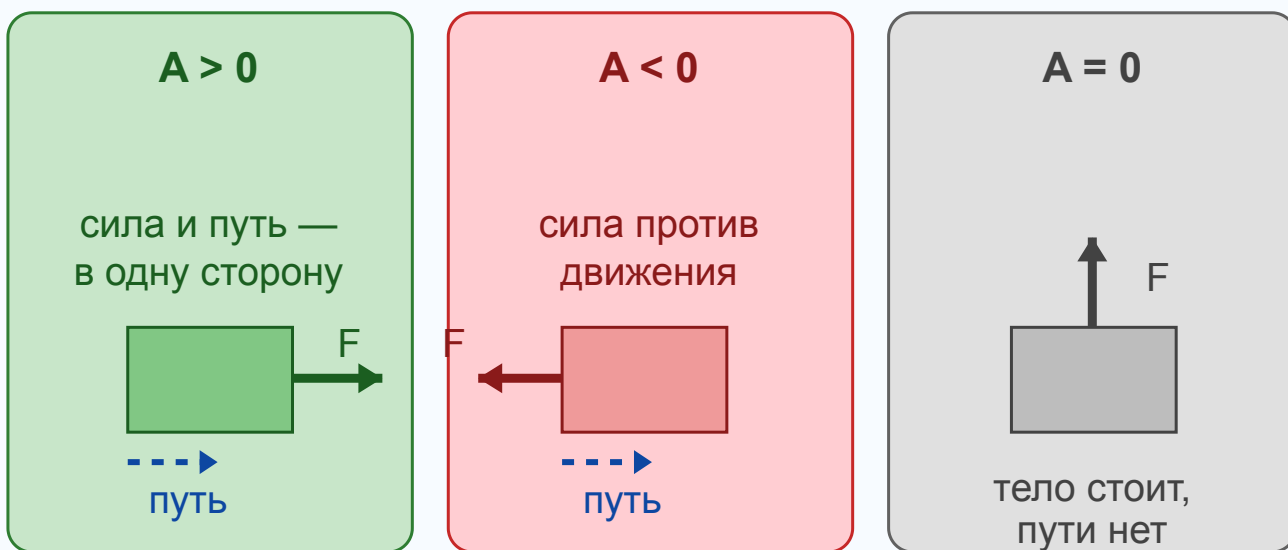 A > 0
сила и путь —
в одну сторону
F
путь
A < 0
сила против
движения
F
путь
A = 0
F
тело стоит,
пути нет